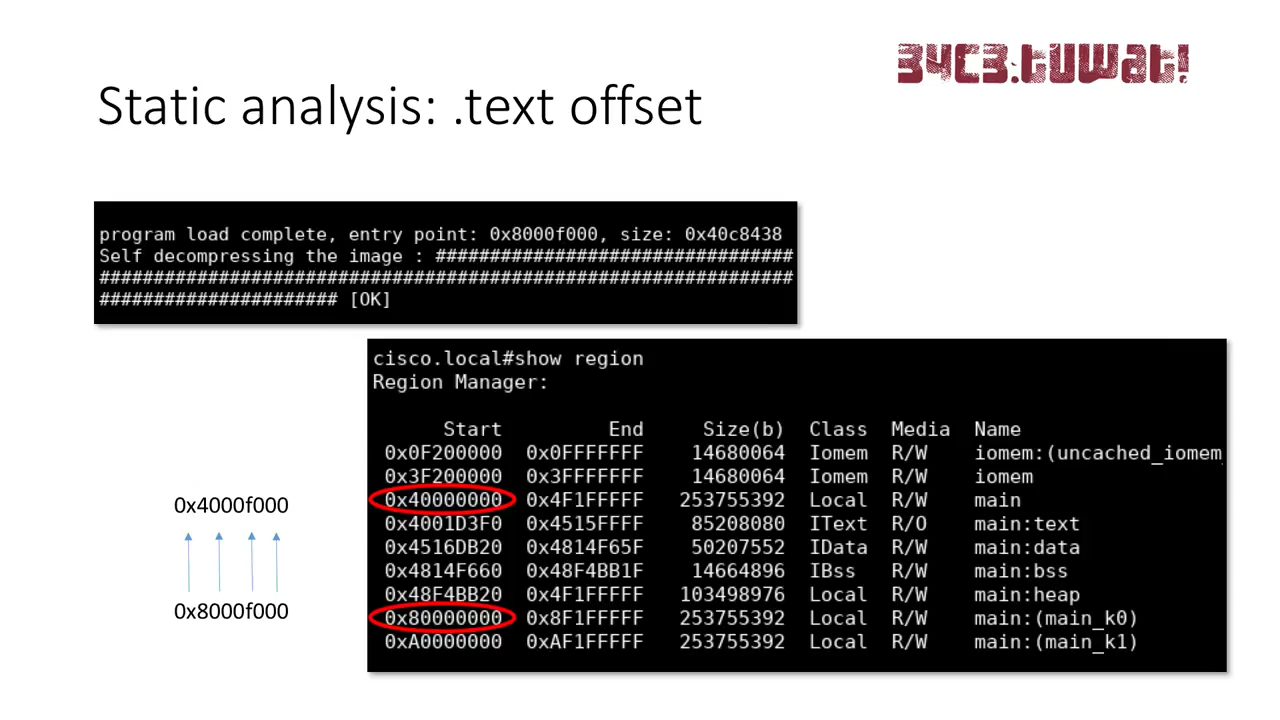 34C3.tuwat!
Static analysis: .text offset
program load complete, entry point: 0x8000f000, size: 0x40c8438
Self decompressing the image : #################################
################################################################
###################### [OK]
cisco.local#show region
Region Manager:
Start End Size(b) Class Media Name
0x0F200000 0x0FFFFFFF 14680064 Iomem R/W iomem:(uncached_iomem
0x3F200000 0x3FFFFFFF 14680064 Iomem R/W iomem
0x40000000 0x4F1FFFFF 253755392 Local R/W main
0x4001D3F0 0x4515FFFF 85208080 IText R/O main:text
0x4516DB20 0x4814F65F 50207552 IData R/W main:data
0x4814F660 0x48F4BB1F 14664896 IBss R/W main:bss
0x48F4BB20 0x4F1FFFFF 103498976 Local R/W main:heap
0x80000000 0x8F1FFFFF 253755392 Local R/W main:(main_k0)
0xA0000000 0xAF1FFFFF 253755392 Local R/W main:(main_k1)
0x4000f000
0x8000f000